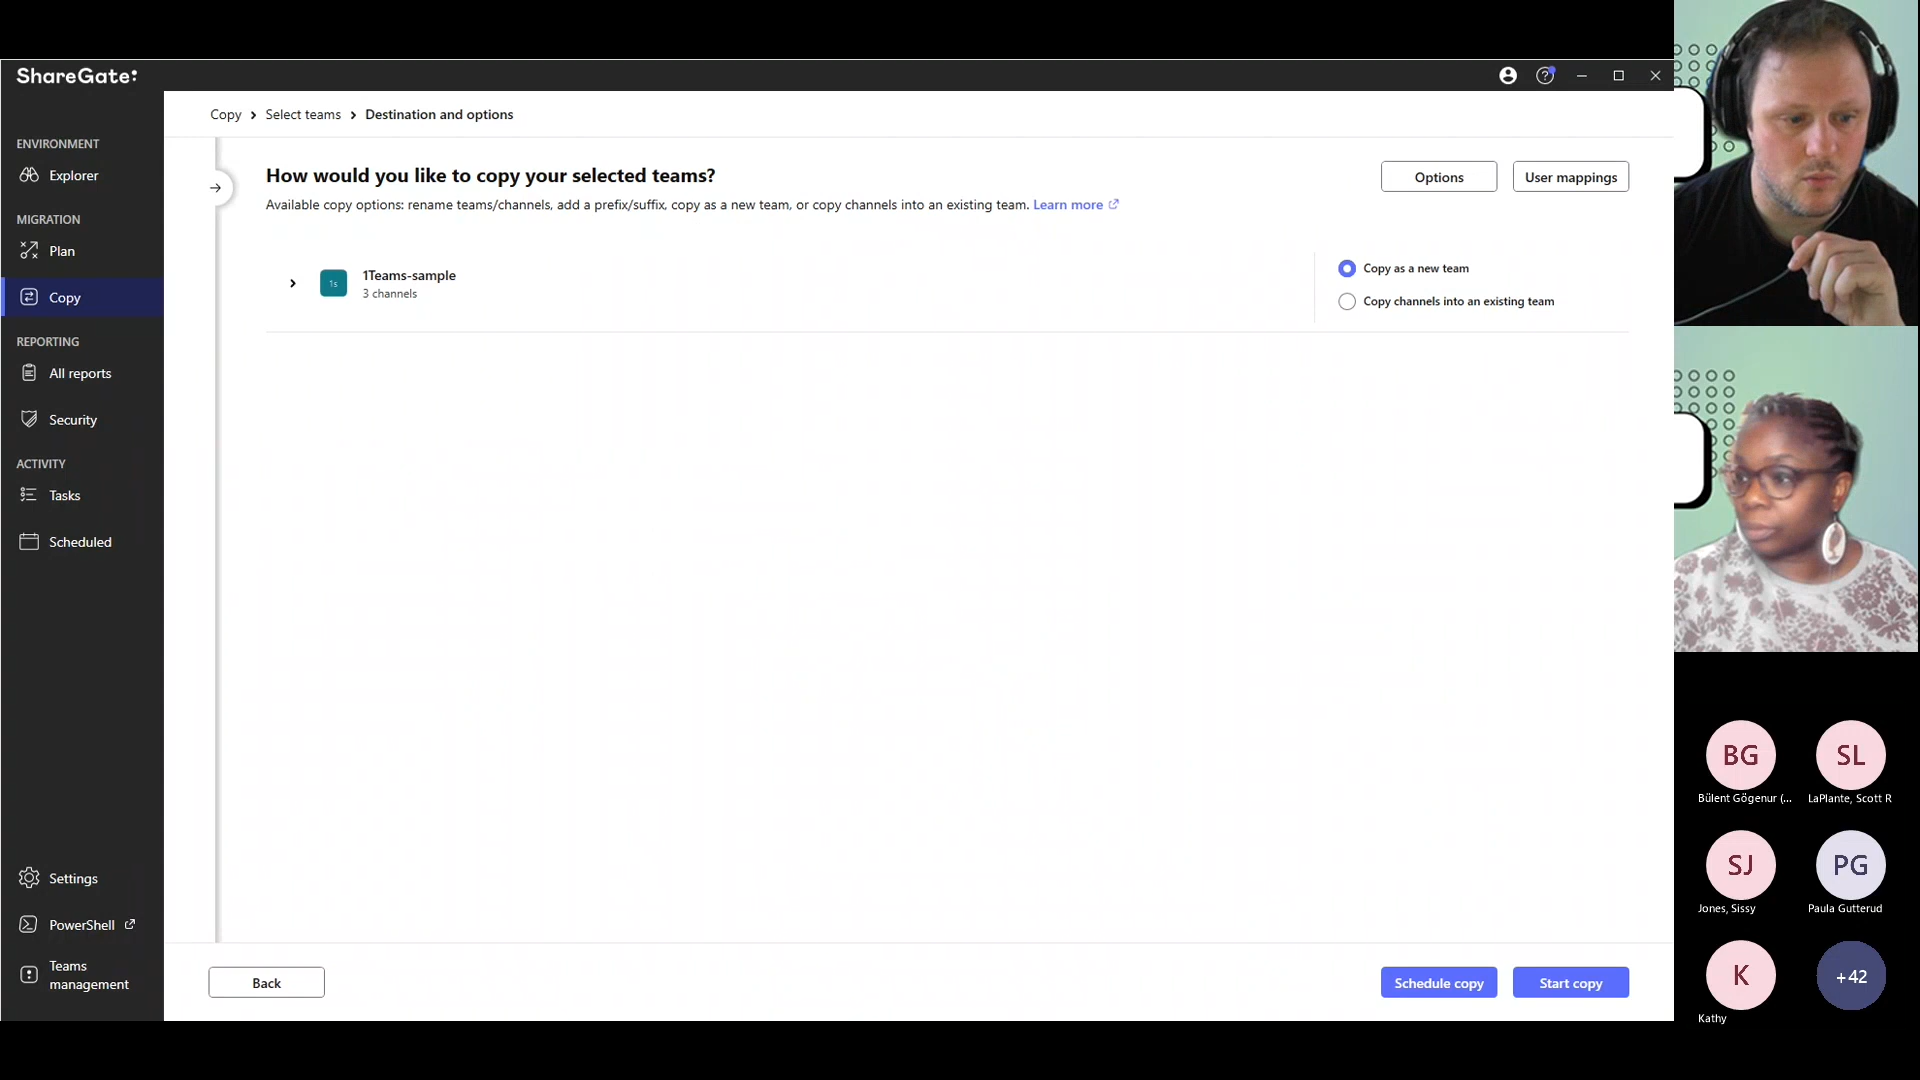 ShareGate:
Copy
Select teams
Destination and options
ENVIRONMENT
Explorer
MIGRATION
Plan
Copy
REPORTING
All reports
Security
ACTIVITY
Tasks
Scheduled
Settings
PowerShell
Teams
management
How would you like to copy your selected teams?
Available copy options: rename teams/channels, add a prefix/suffix, copy as a new team, or copy channels into an existing team. Learn more
Options
User mappings
1s
1Teams-sample
3 channels
Copy as a new team
Copy channels into an existing team
Back
Schedule copy
Start copy
BG
Bülent Gögenur (...
SL
LaPlante, Scott R
SJ
Jones, Sissy
PG
Paula Gutterud
K
Kathy
+42